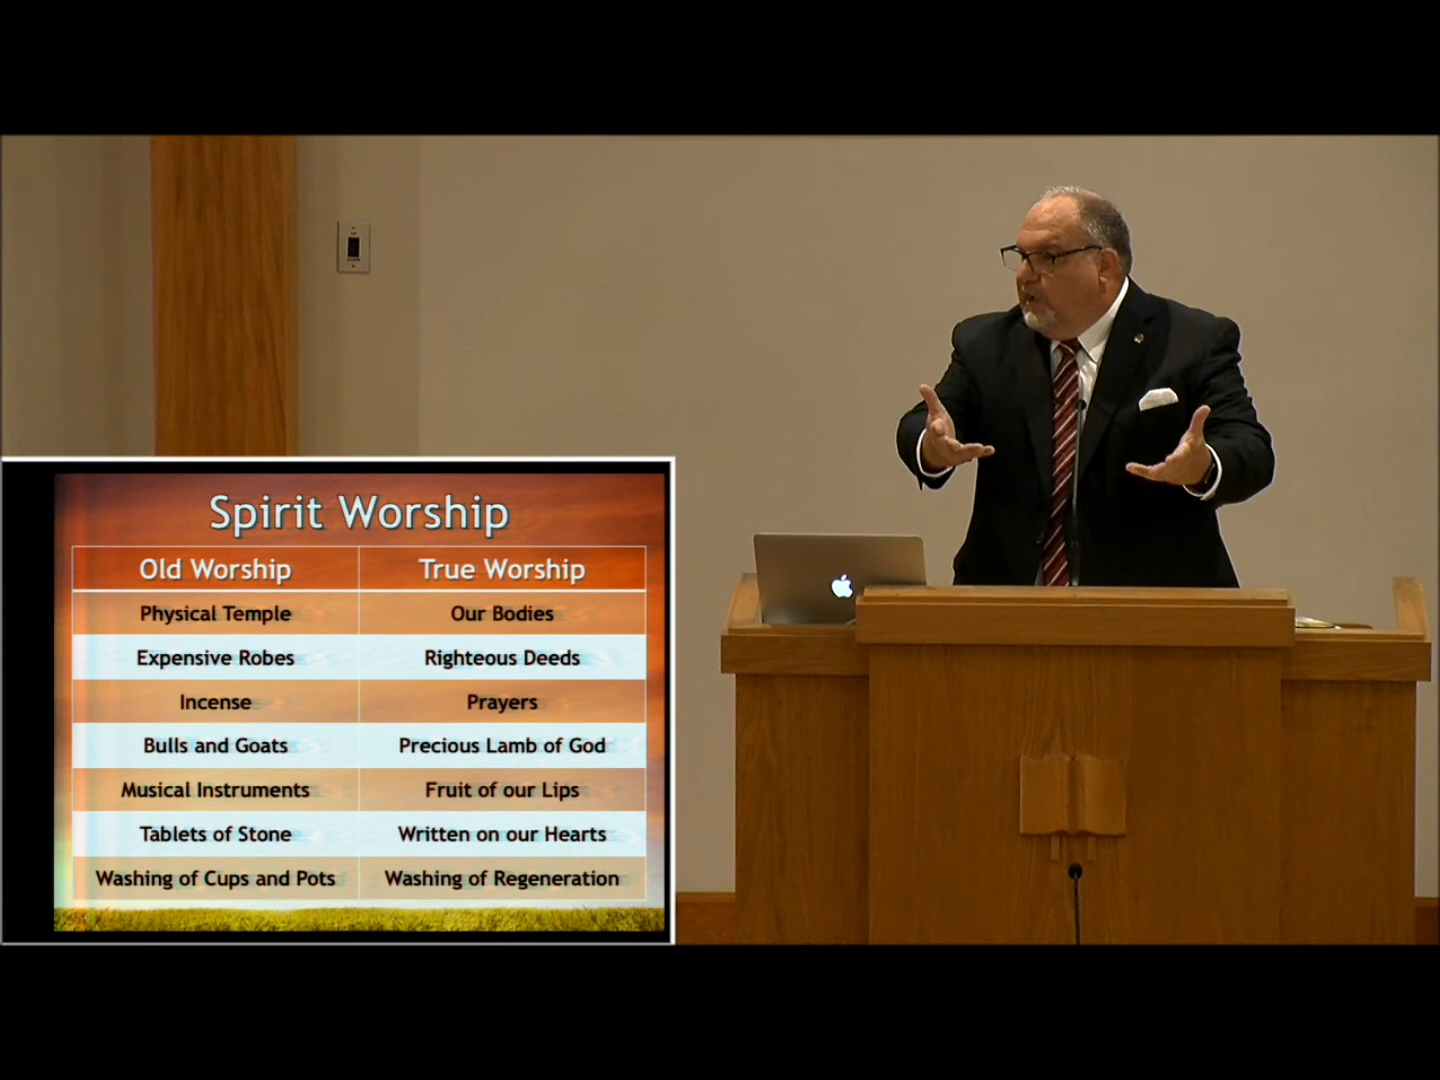 Spirit Worship
Old Worship True Worship
Physical Temple Our Bodies
Expensive Robes Righteous Deeds
Incense Prayers
Bulls and Goats Precious Lamb of God
Musical Instruments Fruit of our Lips
Tablets of Stone Written on our Hearts
Washing of Cups and Pots Washing of Regeneration